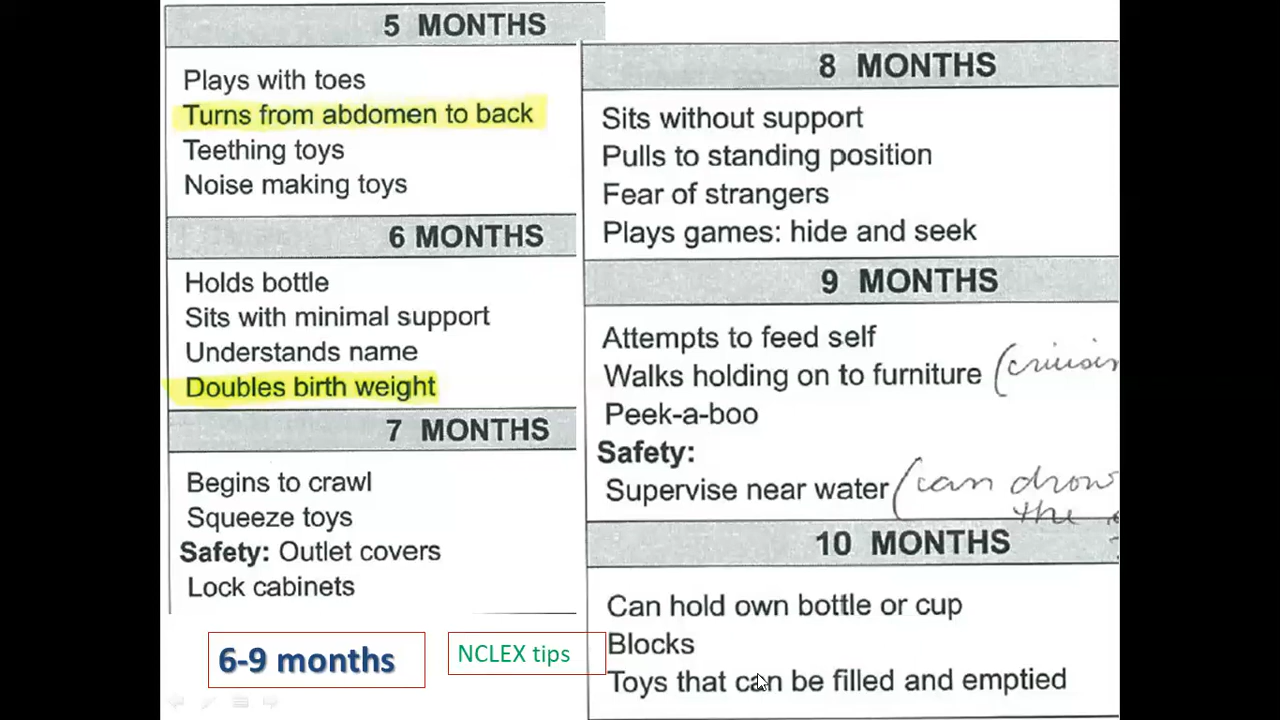 5 MONTHS
Plays with toes
Turns from abdomen to back
Teething toys
Noise making toys
6 MONTHS
Holds bottle
Sits with minimal support
Understands name
Doubles birth weight
7 MONTHS
Begins to crawl
Squeeze toys
Safety: Outlet covers
Lock cabinets
6-9 months
NCLEX tips
8 MONTHS
Sits without support
Pulls to standing position
Fear of strangers
Plays games: hide and seek
9 MONTHS
Attempts to feed self
Walks holding on to furniture
Peek-a-boo
Safety:
Supervise near water (can
the
10 MONTHS
Can hold own bottle or cup
Blocks
Toys that can be filled and emptied